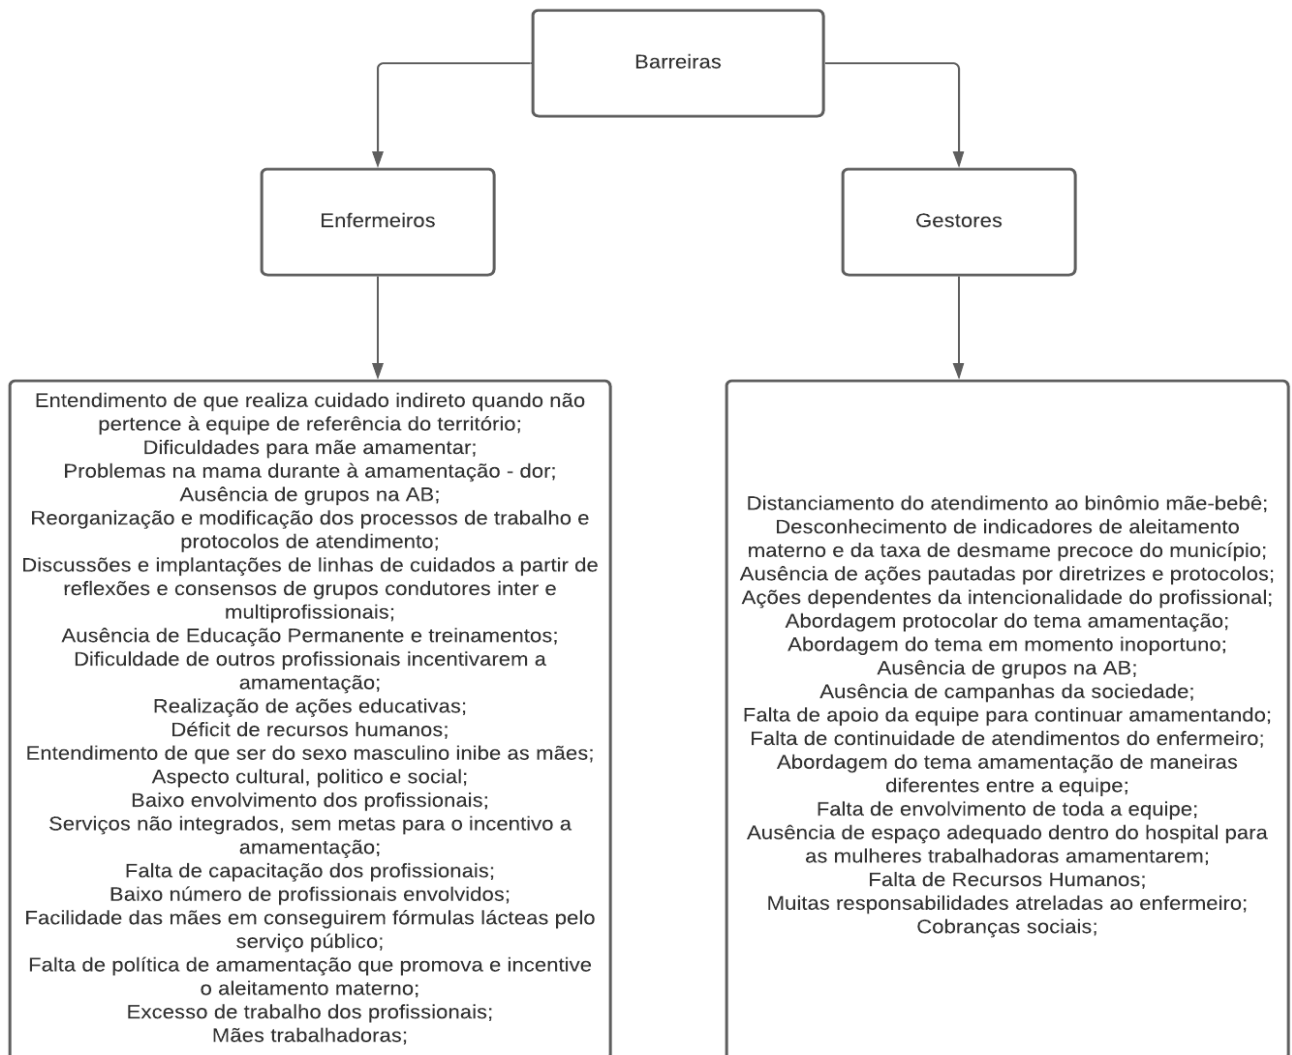 Barreiras
Enfermeiros
Gestores
Entendimento de que realiza cuidado indireto quando não
pertence à equipe de referência do território;
Dificuldades para mãe amamentar;
Problemas na mama durante à amamentação - dor;
Ausência de grupos na AB;
Reorganização e modificação dos processos de trabalho e
protocolos de atendimento;
Discussões e implantações de linhas de cuidados a partir de
reflexões e consensos de grupos condutores inter e
multiprofissionais;
Ausência de Educação Permanente e treinamentos;
Dificuldade de outros profissionais incentivarem a
amamentação;
Realização de ações educativas;
Déficit de recursos humanos;
Entendimento de que ser do sexo masculino inibe as mães;
Aspecto cultural, politico e social;
Baixo envolvimento dos profissionais;
Serviços não integrados, sem metas para o incentivo a
amamentação;
Falta de capacitação dos profissionais;
Baixo número de profissionais envolvidos;
Facilidade das mães em conseguirem fórmulas lácteas pelo
serviço público;
Falta de política de amamentação que promova e incentive
o aleitamento materno;
Excesso de trabalho dos profissionais;
Mães trabalhadoras;
Distanciamento do atendimento ao binômio mãe-bebê;
Desconhecimento de indicadores de aleitamento
materno e da taxa de desmame precoce do município;
Ausência de ações pautadas por diretrizes e protocolos;
Ações dependentes da intencionalidade do profissional;
Abordagem protocolar do tema amamentação;
Abordagem do tema em momento inoportuno;
Ausência de grupos na AB;
Ausência de campanhas da sociedade;
Falta de apoio da equipe para continuar amamentando;
Falta de continuidade de atendimentos do enfermeiro;
Abordagem do tema amamentação de maneiras
diferentes entre a equipe;
Falta de envolvimento de toda a equipe;
Ausência de espaço adequado dentro do hospital para
as mulheres trabalhadoras amamentarem;
Falta de Recursos Humanos;
Muitas responsabilidades atreladas ao enfermeiro;
Cobranças sociais;